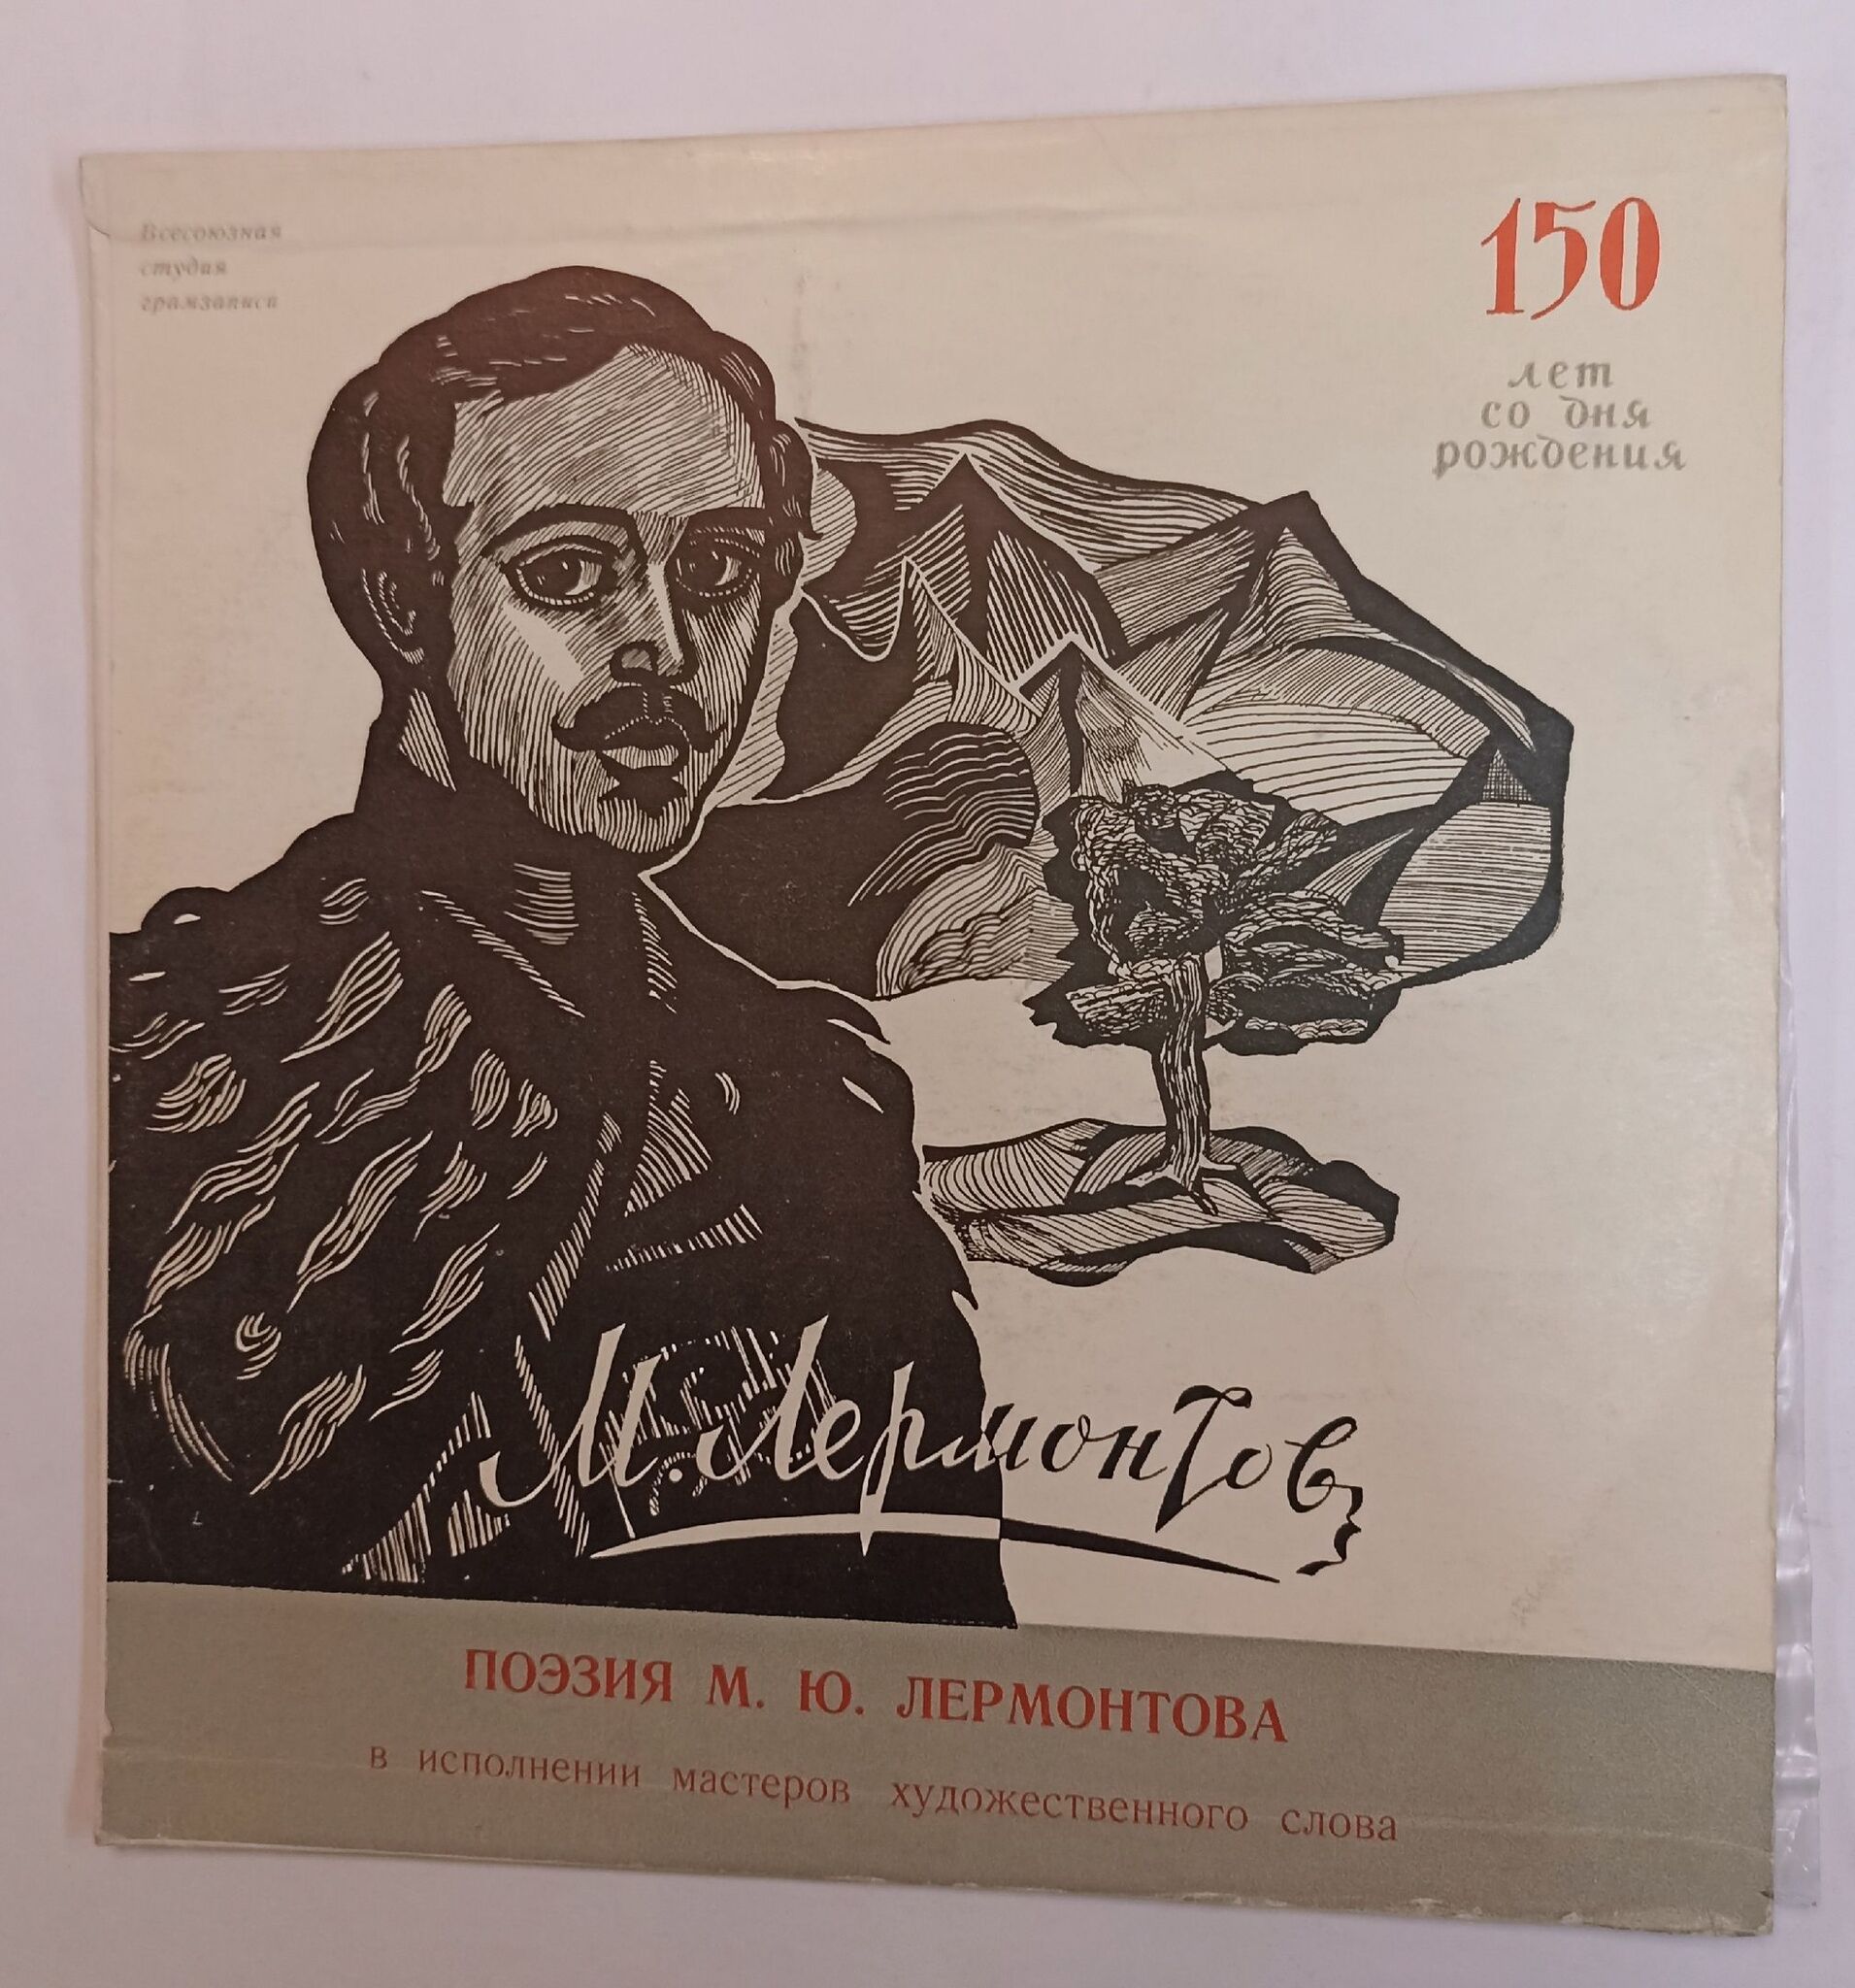 Всесоюзная
студия
грамзаписи
150
лет
со дня
рождения
М. Лермонтов
ПОЭЗИЯ М. Ю. ЛЕРМОНТОВА
в исполнении мастеров художественного слова